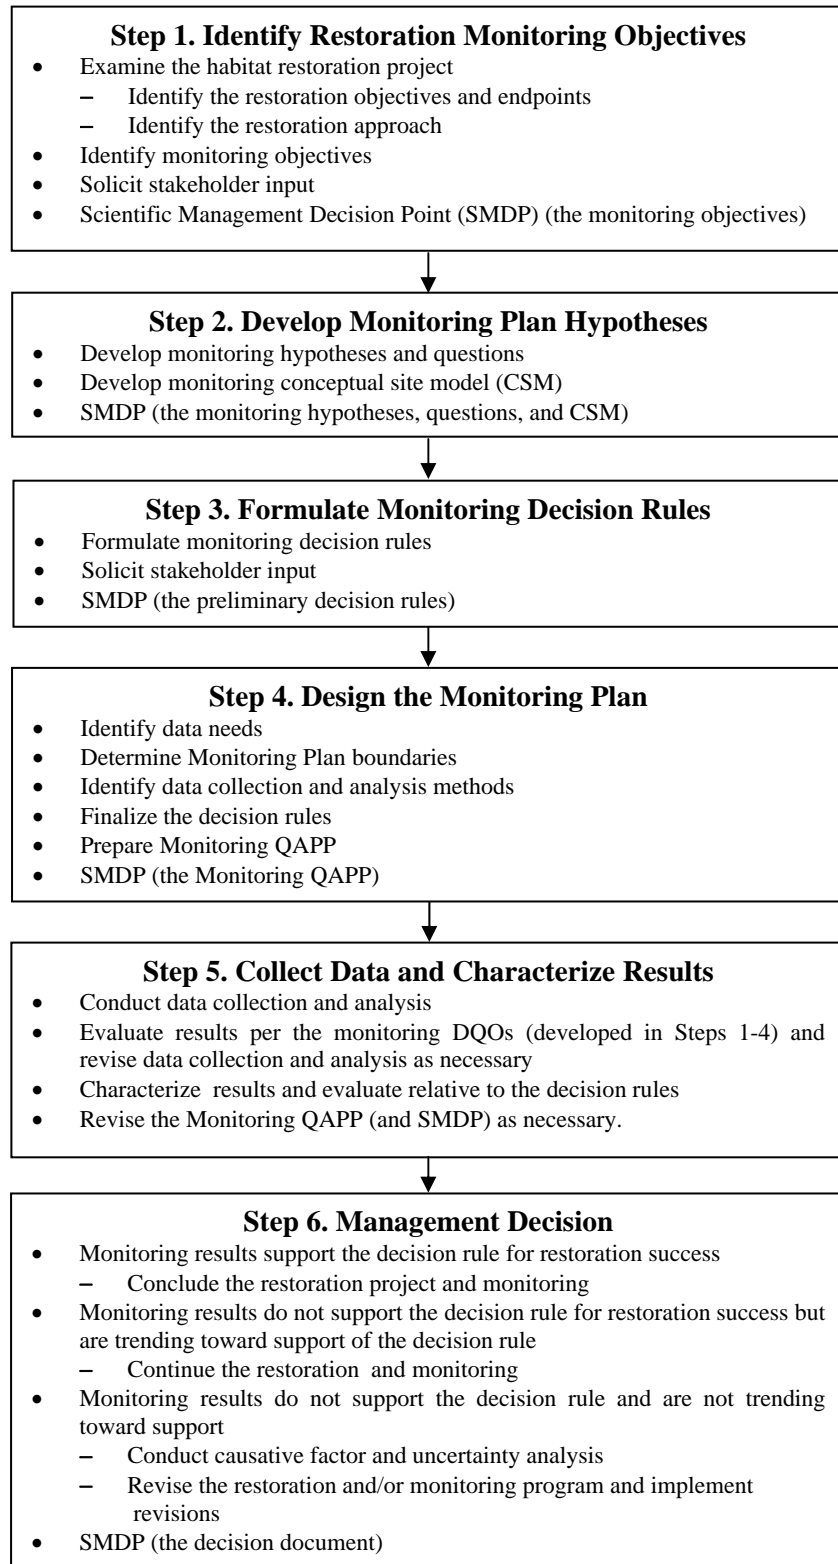 Step 1. Identify Restoration Monitoring Objectives
• Examine the habitat restoration project
– Identify the restoration objectives and endpoints
– Identify the restoration approach
• Identify monitoring objectives
• Solicit stakeholder input
• Scientific Management Decision Point (SMDP) (the monitoring objectives)
Step 2. Develop Monitoring Plan Hypotheses
• Develop monitoring hypotheses and questions
• Develop monitoring conceptual site model (CSM)
• SMDP (the monitoring hypotheses, questions, and CSM)
Step 3. Formulate Monitoring Decision Rules
• Formulate monitoring decision rules
• Solicit stakeholder input
• SMDP (the preliminary decision rules)
Step 4. Design the Monitoring Plan
• Identify data needs
• Determine Monitoring Plan boundaries
• Identify data collection and analysis methods
• Finalize the decision rules
• Prepare Monitoring QAPP
• SMDP (the Monitoring QAPP)
Step 5. Collect Data and Characterize Results
• Conduct data collection and analysis
• Evaluate results per the monitoring DQOs (developed in Steps 1-4) and
revise data collection and analysis as necessary
• Characterize results and evaluate relative to the decision rules
• Revise the Monitoring QAPP (and SMDP) as necessary.
Step 6. Management Decision
• Monitoring results support the decision rule for restoration success
– Conclude the restoration project and monitoring
• Monitoring results do not support the decision rule for restoration success but
are trending toward support of the decision rule
– Continue the restoration and monitoring
• Monitoring results do not support the decision rule and are not trending
toward support
– Conduct causative factor and uncertainty analysis
– Revise the restoration and/or monitoring program and implement
revisions
• SMDP (the decision document)